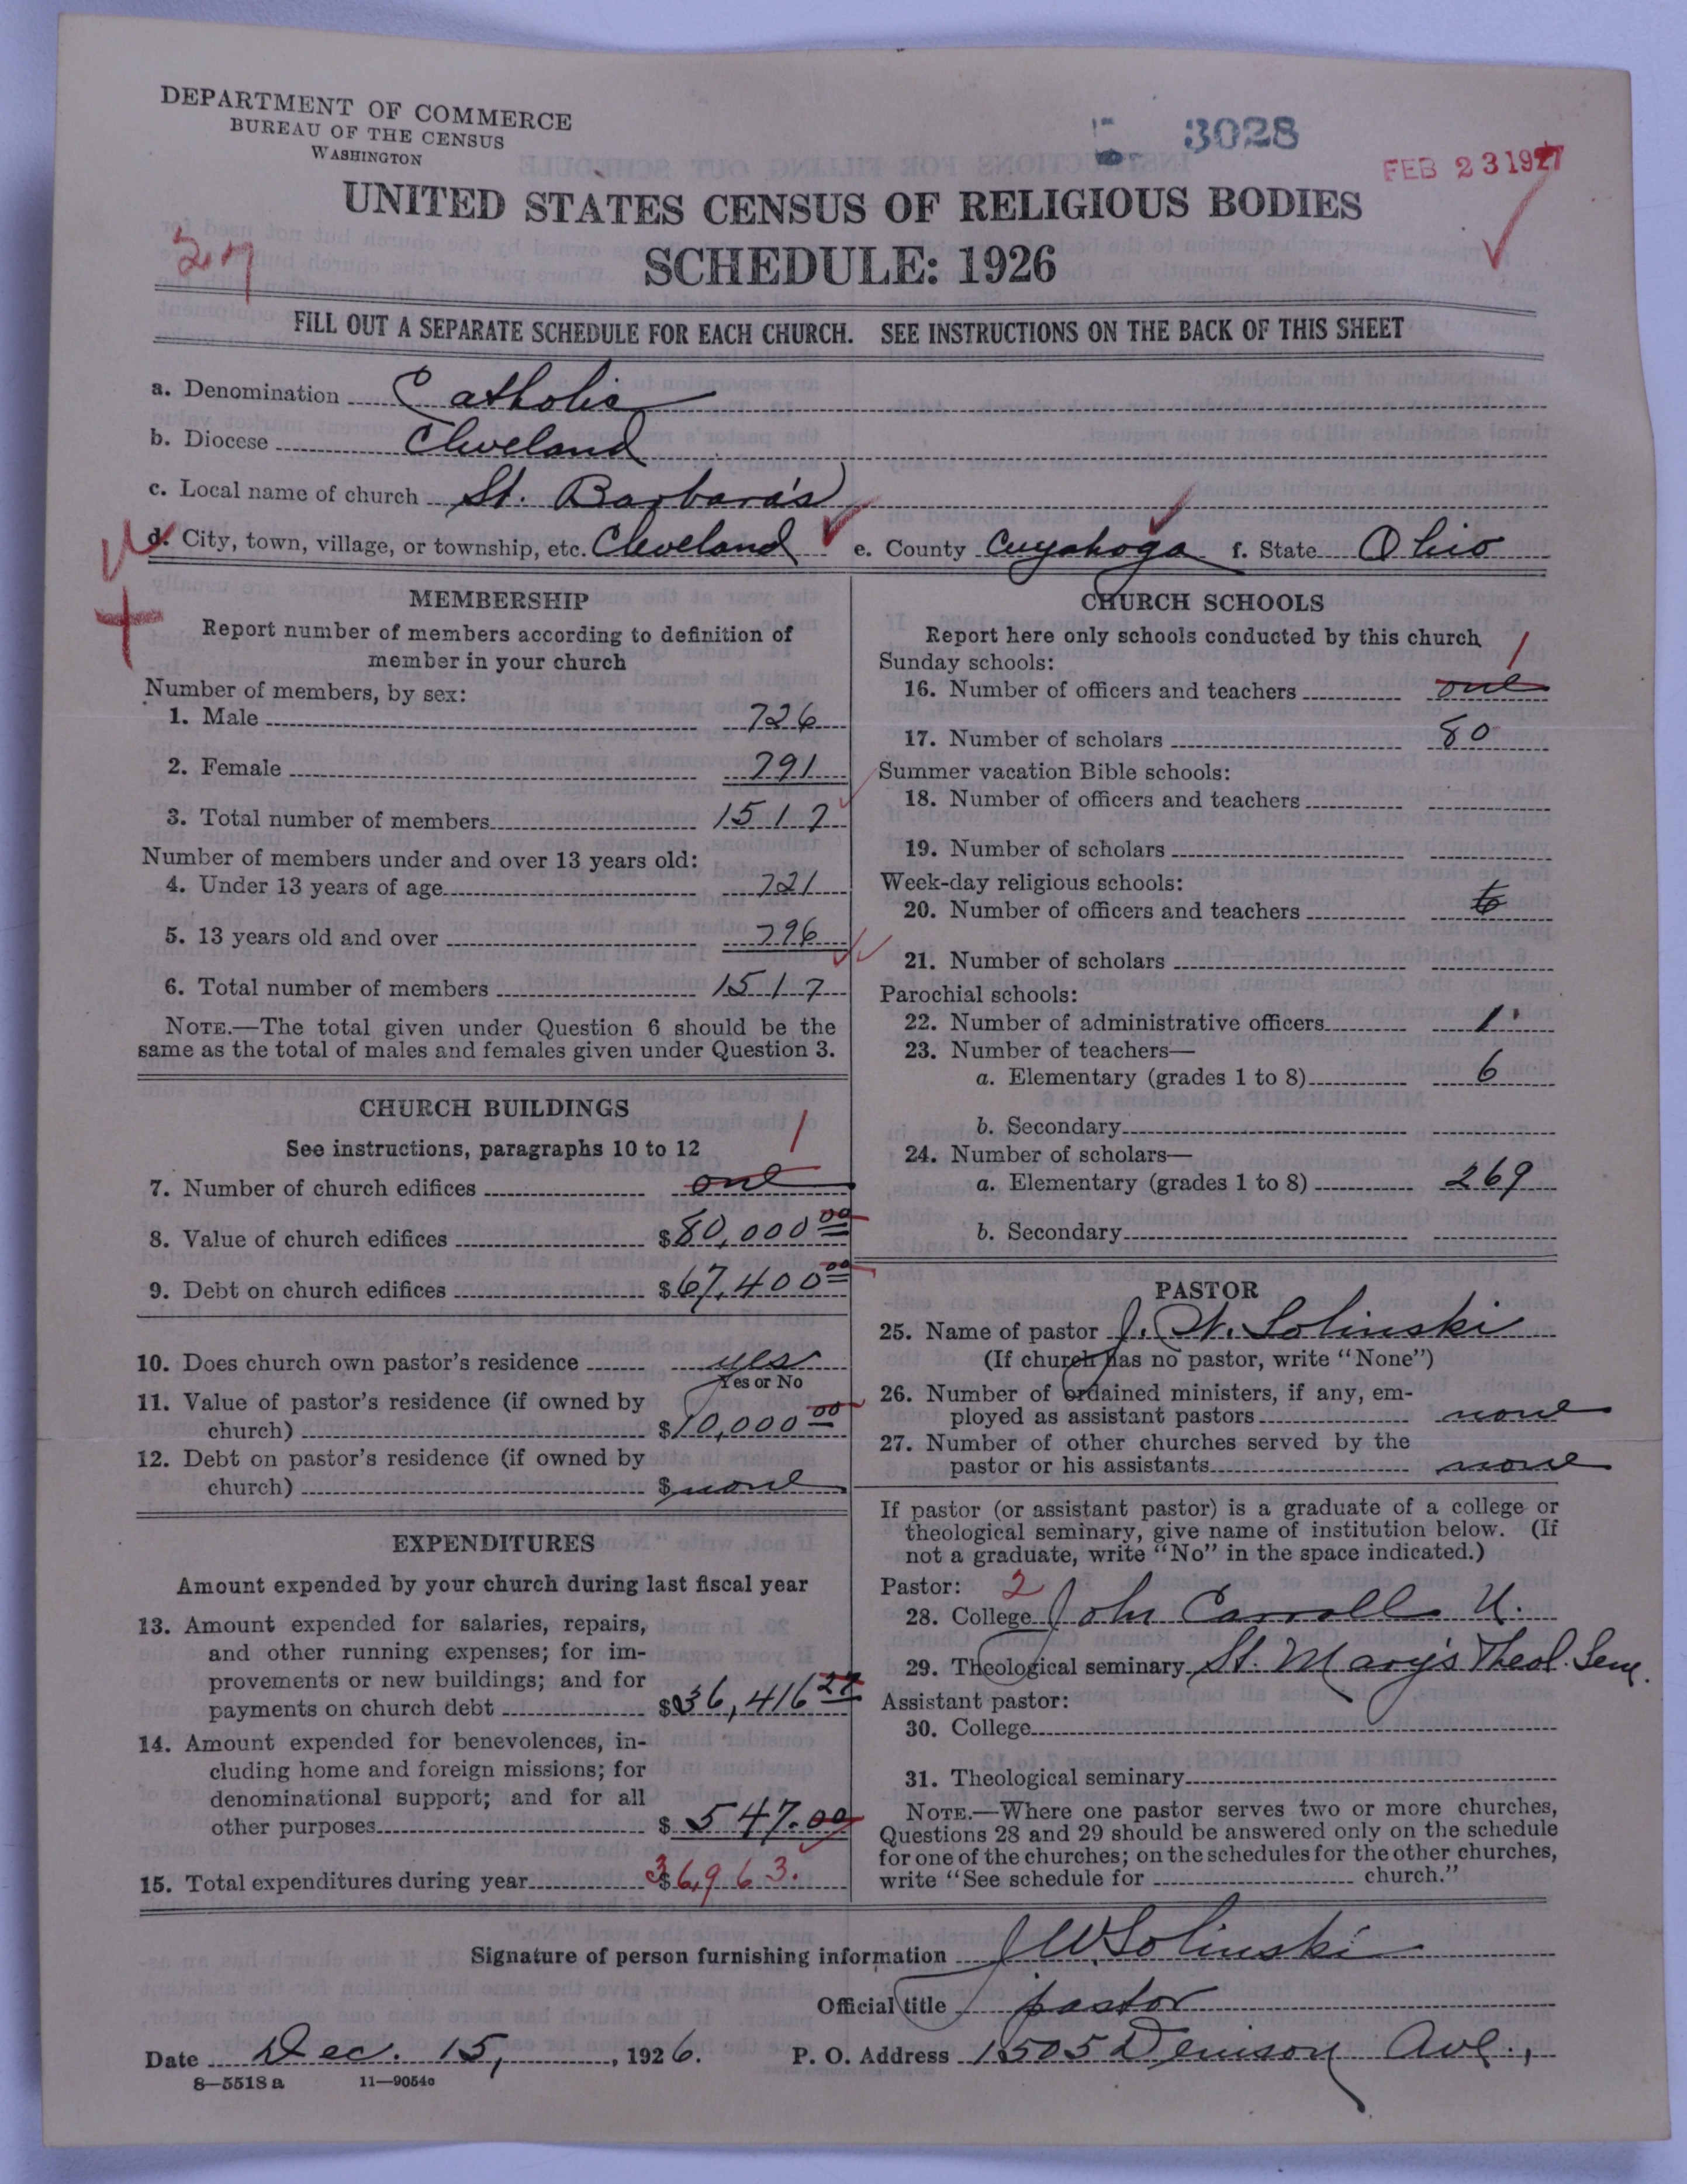 DEPARTMENT OF COMMERCE
BUREAU OF THE CENSUS
WASHINGTON
3028
FEB 23 1927
UNITED STATES CENSUS OF RELIGIOUS BODIES
SCHEDULE: 1926
FILL OUT A SEPARATE SCHEDULE FOR EACH CHURCH. SEE INSTRUCTIONS ON THE BACK OF THIS SHEET
a. Denomination Catholic
b. Diocese Cleveland
c. Local name of church St. Barbara's
d. City, town, village, or township, etc. Cleveland e. County Cuyahoga f. State Ohio
MEMBERSHIP
Report number of members according to definition of
member in your church
Number of members, by sex:
1. Male 726
2. Female 791
3. Total number of members 1517
Number of members under and over 13 years old:
4. Under 13 years of age 721
5. 13 years old and over 796
6. Total number of members 1517
NOTE.—The total given under Question 6 should be the
same as the total of males and females given under Question 3.
CHURCH BUILDINGS
See instructions, paragraphs 10 to 12 1
7. Number of church edifices one
8. Value of church edifices $80,000 00
9. Debt on church edifices $67,400 00
10. Does church own pastor's residence yes
Yes or No
11. Value of pastor's residence (if owned by
church) $10,000 00
12. Debt on pastor's residence (if owned by
church) $none
EXPENDITURES
Amount expended by your church during last fiscal year
13. Amount expended for salaries, repairs,
and other running expenses; for im-
provements or new buildings; and for
payments on church debt $36,416 27
14. Amount expended for benevolences, in-
cluding home and foreign missions; for
denominational support; and for all
other purposes $547.00
15. Total expenditures during year $36,963.
CHURCH SCHOOLS
Report here only schools conducted by this church
Sunday schools: 1
16. Number of officers and teachers one
17. Number of scholars 80
Summer vacation Bible schools:
18. Number of officers and teachers
19. Number of scholars
Week-day religious schools:
20. Number of officers and teachers
21. Number of scholars
Parochial schools:
22. Number of administrative officers 1
23. Number of teachers—
a. Elementary (grades 1 to 8) 6
b. Secondary
24. Number of scholars—
a. Elementary (grades 1 to 8) 269
b. Secondary
PASTOR
25. Name of pastor J. W. Solinski
(If church has no pastor, write "None")
26. Number of ordained ministers, if any, em-
ployed as assistant pastors none
27. Number of other churches served by the
pastor or his assistants none
If pastor (or assistant pastor) is a graduate of a college or
theological seminary, give name of institution below. (If
not a graduate, write "No" in the space indicated.)
Pastor: 2
28. College John Carroll U.
29. Theological seminary St. Mary's Theol. Sem.
Assistant pastor:
30. College
31. Theological seminary
NOTE.—Where one pastor serves two or more churches,
Questions 28 and 29 should be answered only on the schedule
for one of the churches; on the schedules for the other churches,
write "See schedule for church."
Signature of person furnishing information J W Solinski
Official title pastor
Date Dec. 15, 1926. P. O. Address 1505 Denison Ave.,
8—5518 a 11—9054c